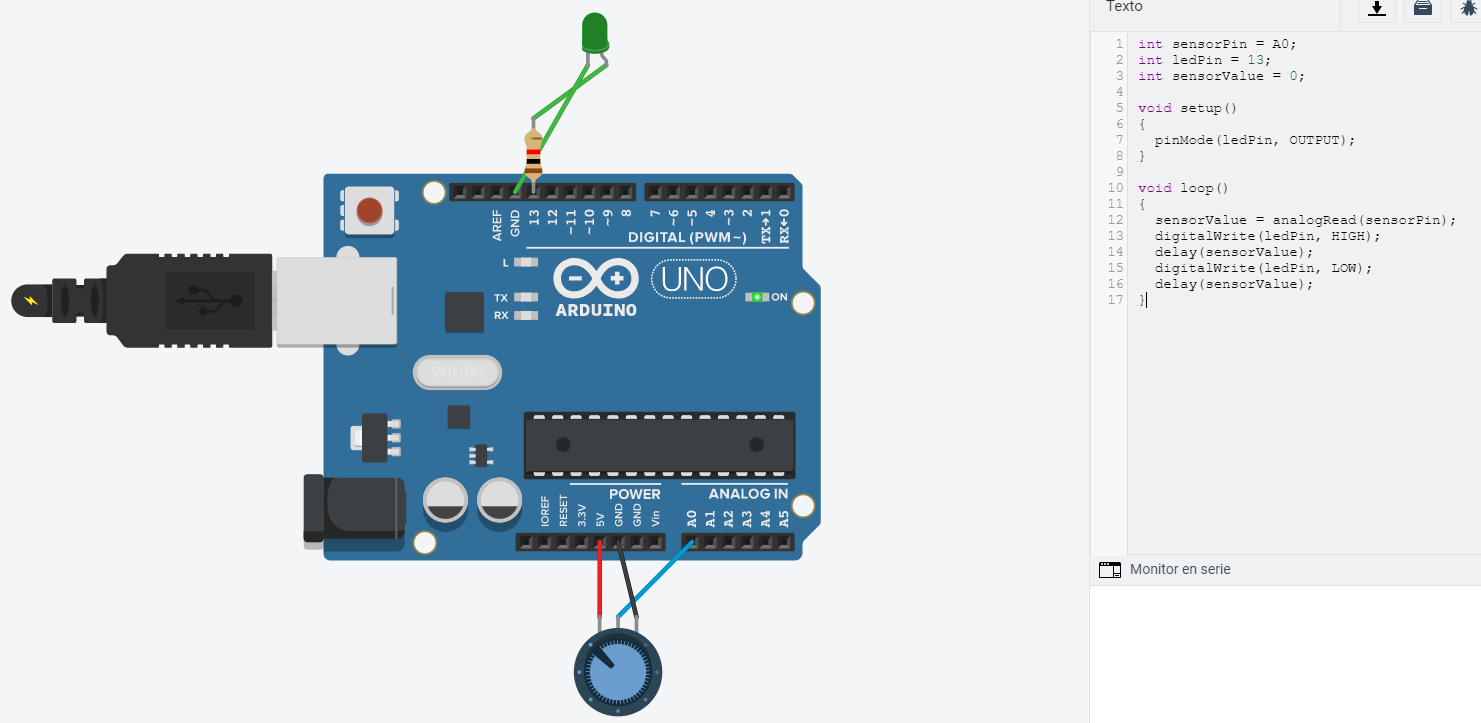 Texto
1 int sensorPin = A0;
2 int ledPin = 13;
3 int sensorValue = 0;
4
5 void setup()
6 {
7   pinMode(ledPin, OUTPUT);
8 }
9
10 void loop()
11 {
12   sensorValue = analogRead(sensorPin);
13   digitalWrite(ledPin, HIGH);
14   delay(sensorValue);
15   digitalWrite(ledPin, LOW);
16   delay(sensorValue);
17 }
Monitor en serie
AREF
GND
13
12
~11
~10
~9
8
7
~6
~5
4
~3
2
TX→1
RX←0
DIGITAL (PWM~)
L
TX
RX
UNO
ON
ARDUINO
SPK16.000G
POWER
ANALOG IN
IOREF
RESET
3.3V
5V
GND
GND
Vin
A0
A1
A2
A3
A4
A5